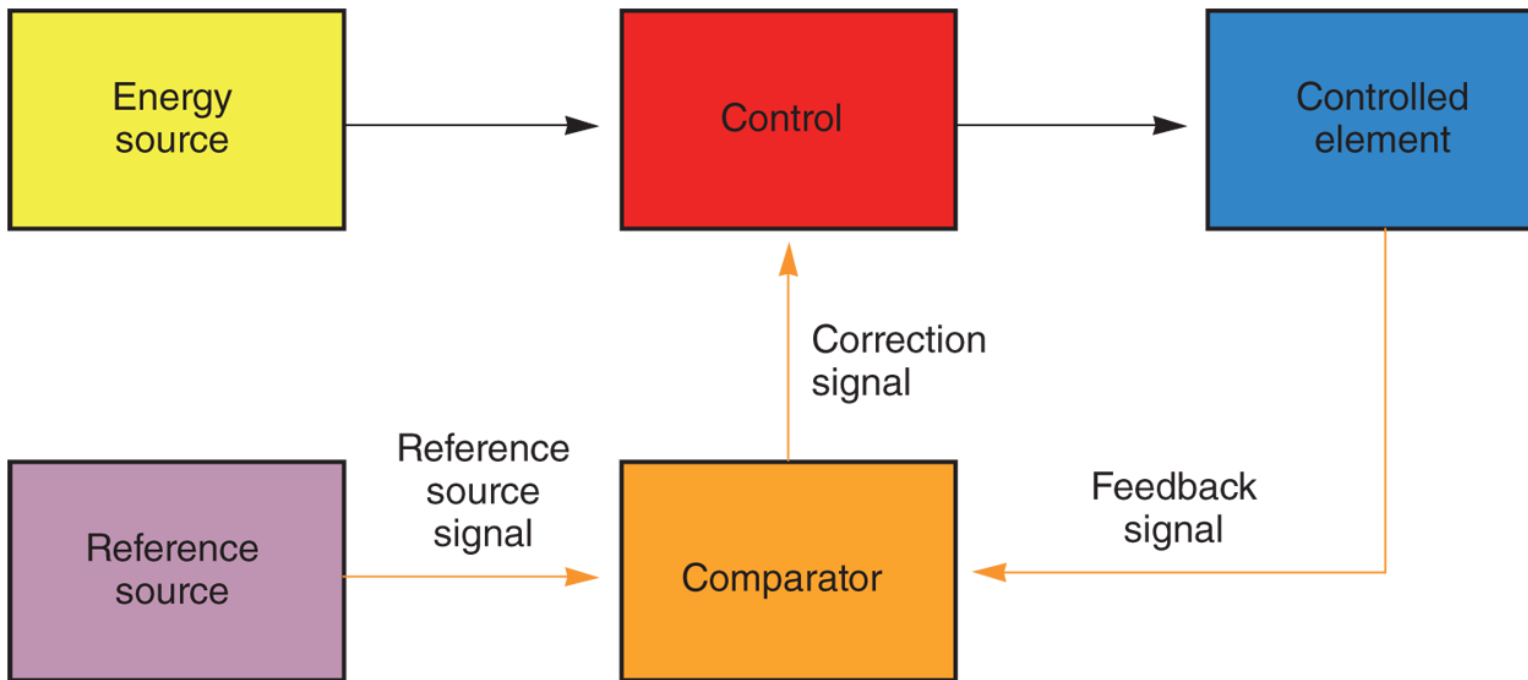 Energy
source
Control
Controlled
element
Correction
signal
Reference
source
signal
Feedback
signal
Reference
source
Comparator